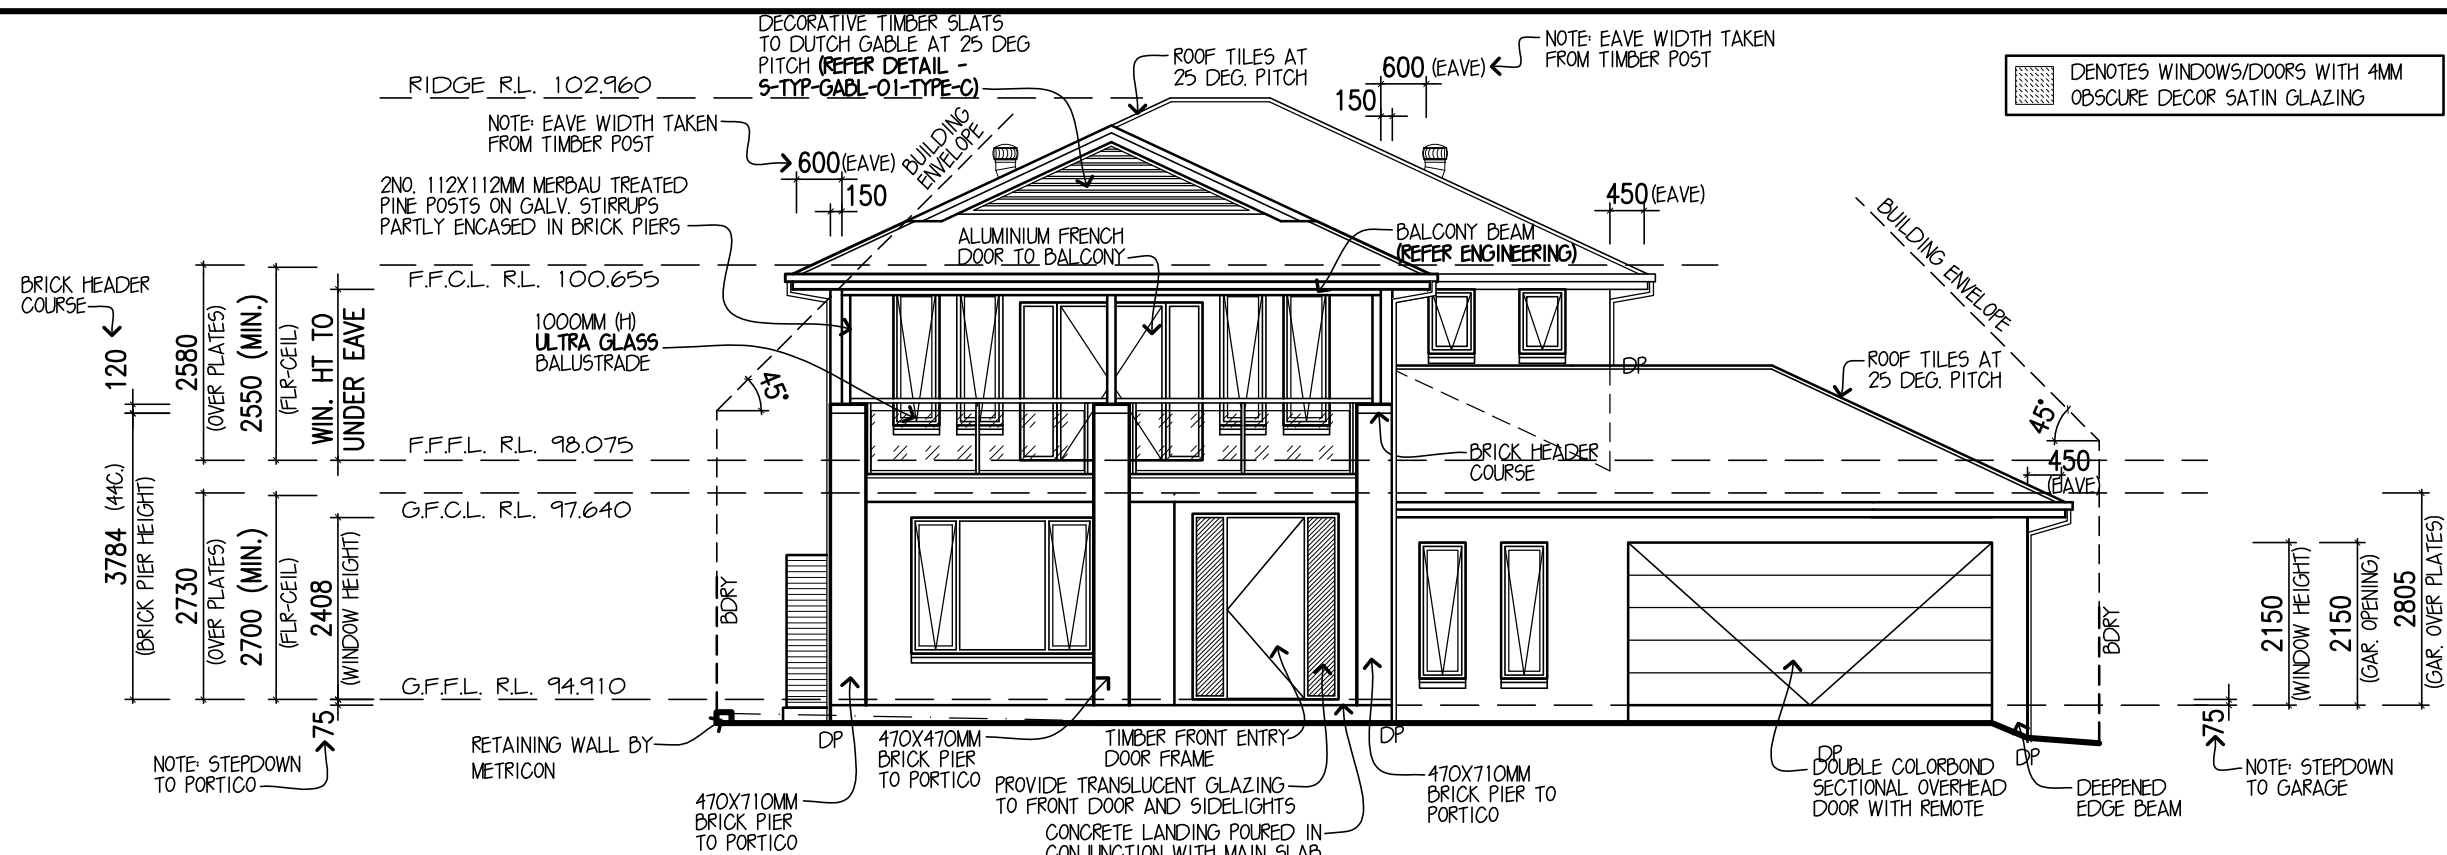 DECORATIVE TIMBER SLATS
TO DUTCH GABLE AT 25 DEG
PITCH (REFER DETAIL -
S-TYP-GABL-01-TYPE-C)
ROOF TILES AT
25 DEG. PITCH
600 (EAVE)
150
NOTE: EAVE WIDTH TAKEN
FROM TIMBER POST
DENOTES WINDOWS/DOORS WITH 4MM
OBSCURE DECOR SATIN GLAZING
RIDGE R.L. 102.960
NOTE: EAVE WIDTH TAKEN
FROM TIMBER POST
600 (EAVE)
150
BUILDING
ENVELOPE
2NO. 112X112MM MERBAU TREATED
PINE POSTS ON GALV. STIRRUPS
PARTLY ENCASED IN BRICK PIERS
450 (EAVE)
BUILDING ENVELOPE
ALUMINIUM FRENCH
DOOR TO BALCONY
BALCONY BEAM
(REFER ENGINEERING)
F.F.C.L. R.L. 100.655
BRICK HEADER
COURSE
120
2580
(OVER PLATES)
2550 (MIN.)
(FLR-CEIL)
WIN. HT TO
UNDER EAVE
1000MM (H)
ULTRA GLASS
BALUSTRADE
45°
DP
ROOF TILES AT
25 DEG. PITCH
45°
F.F.F.L. R.L. 98.075
BRICK HEADER
COURSE
450
(EAVE)
3784 (44C.)
(BRICK PIER HEIGHT)
G.F.C.L. R.L. 97.640
2730
(OVER PLATES)
2700 (MIN.)
(FLR-CEIL)
2408
(WINDOW HEIGHT)
BDRY
BDRY
2150
(WINDOW HEIGHT)
2150
(GAR. OPENING)
2805
(GAR. OVER PLATES)
G.F.F.L. R.L. 94.910
75
NOTE: STEPDOWN
TO PORTICO
RETAINING WALL BY
METRICON
DP
470X710MM
BRICK PIER
TO PORTICO
470X470MM
BRICK PIER
TO PORTICO
TIMBER FRONT ENTRY
DOOR FRAME
PROVIDE TRANSLUCENT GLAZING
TO FRONT DOOR AND SIDELIGHTS
CONCRETE LANDING POURED IN
CONJUNCTION WITH MAIN SLAB
DP
470X710MM
BRICK PIER TO
PORTICO
DP
DOUBLE COLORBOND
SECTIONAL OVERHEAD
DOOR WITH REMOTE
DP
DEEPENED
EDGE BEAM
75
NOTE: STEPDOWN
TO GARAGE